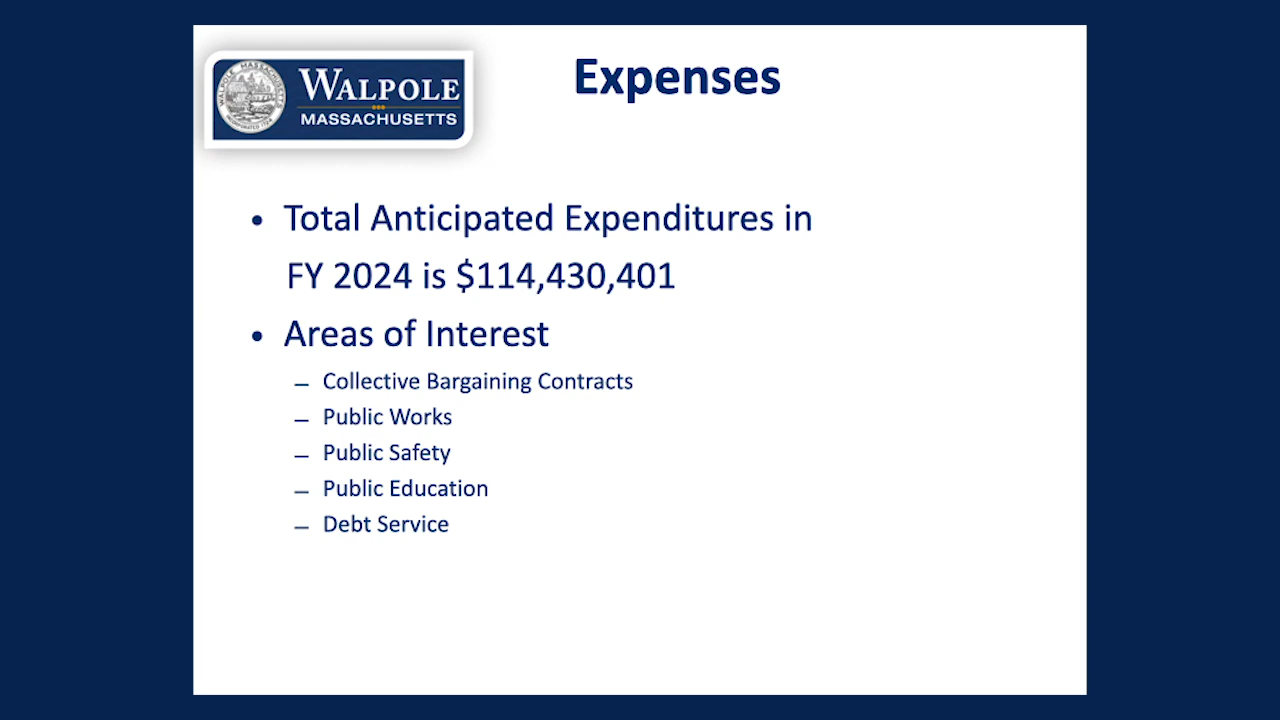 WALPOLE
MASSACHUSETTS
Expenses
• Total Anticipated Expenditures in
FY 2024 is $114,430,401
• Areas of Interest
– Collective Bargaining Contracts
– Public Works
– Public Safety
– Public Education
– Debt Service